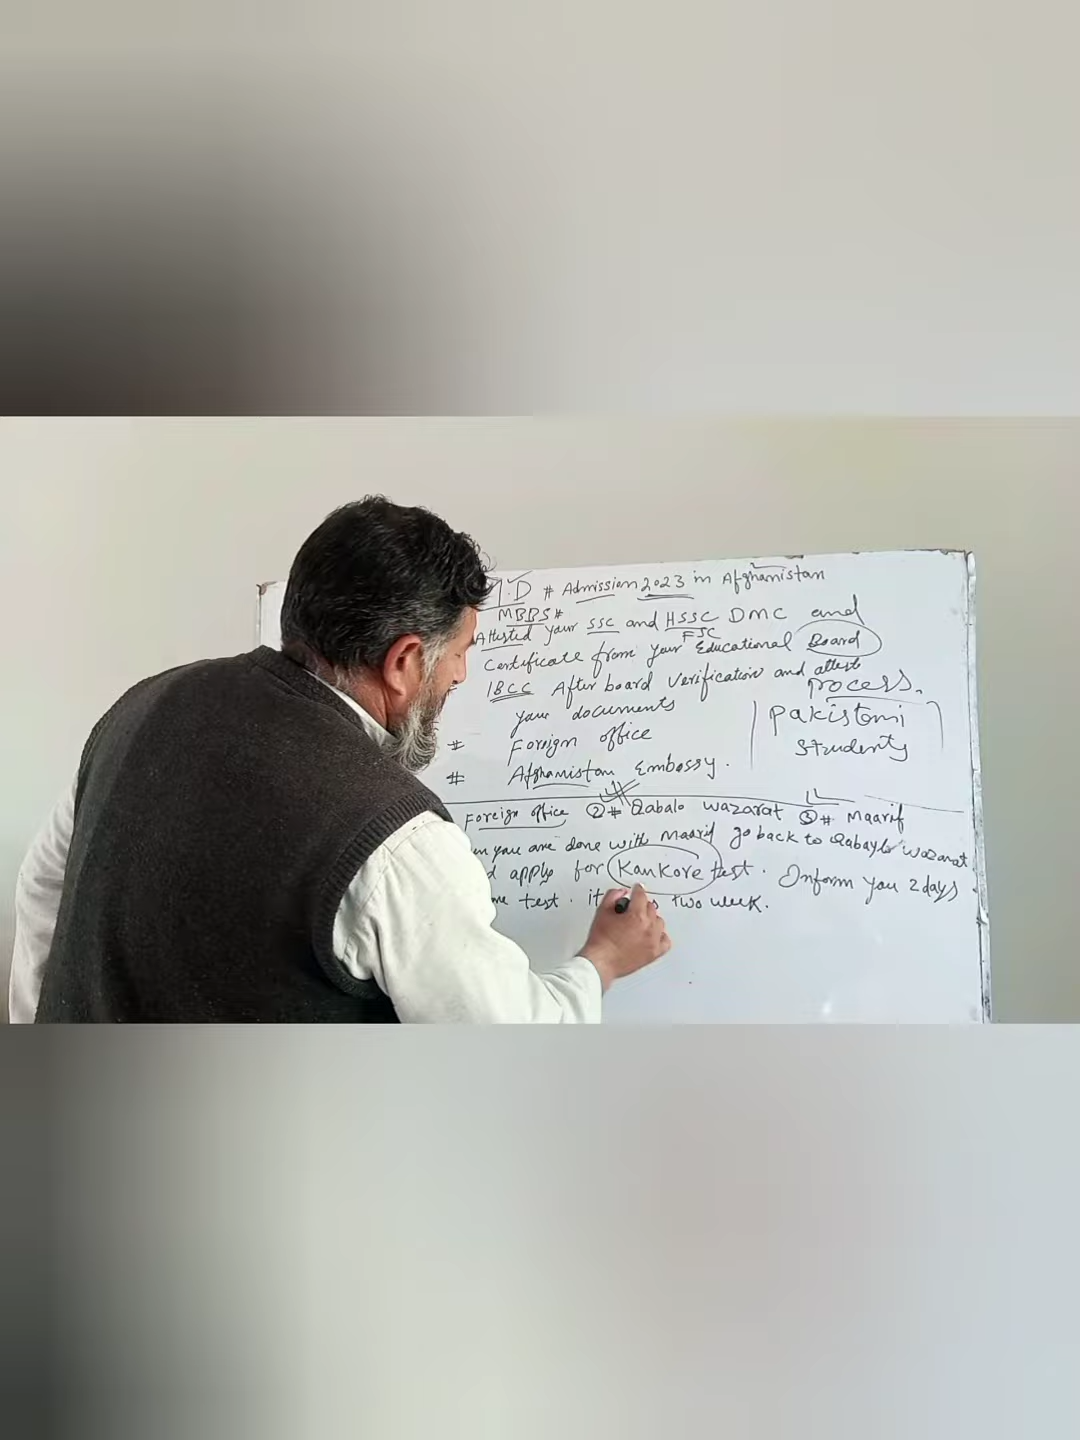 M.D # Admission 2023 in Afghanistan
MBBS#
Attested your SSC and HSSC DMC and
FSC
Certificate from your Educational Board
IBCC After board verification and attest
your documents
process.
Pakistani
students
# Foreign office
# Afghanistan Embassy.
Foreign office ② # Qabalo wazarat ③ # Maarif
you are done with Maarif go back to Qabaylo wazarat
apply for Kankore test. Inform you 2 days
test. it two week.